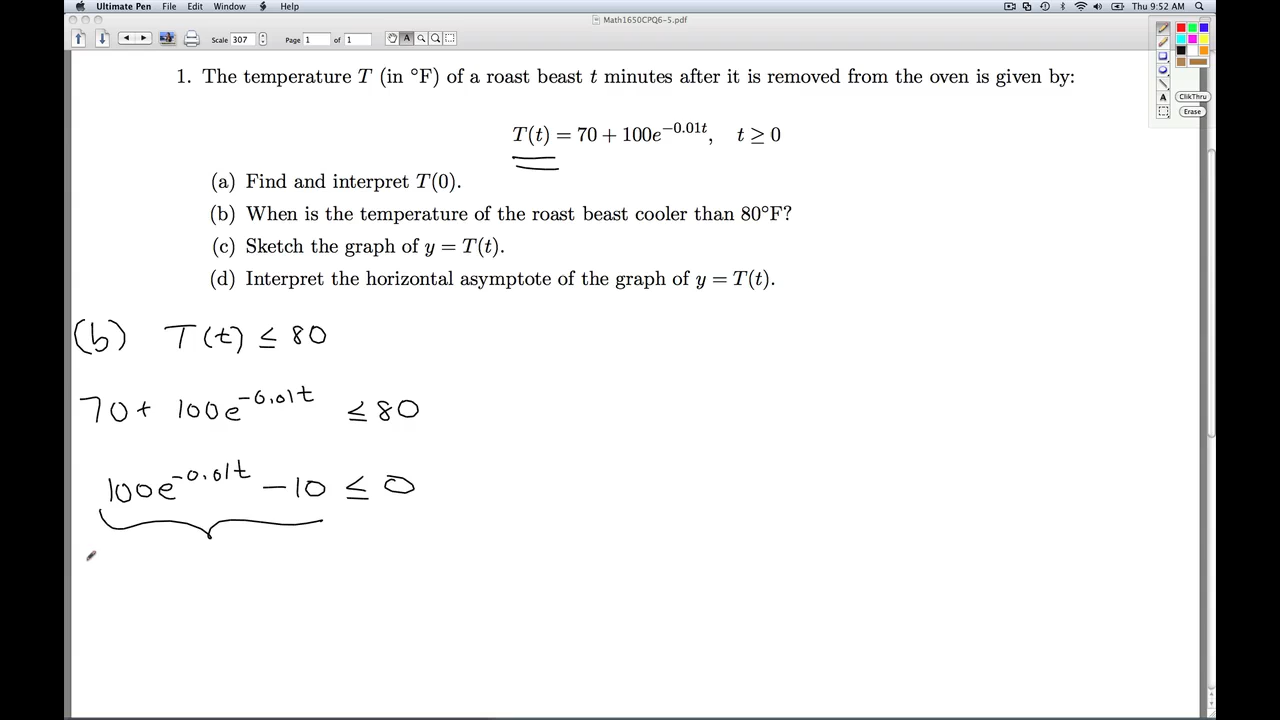 Ultimate Pen File Edit Window Help Thu 9:52 AM
Math1650CPQ6-5.pdf
Scale 307 Page 1 of 1 A
1. The temperature T (in °F) of a roast beast t minutes after it is removed from the oven is given by:
T(t) = 70 + 100e^{−0.01t}, t ≥ 0
(a) Find and interpret T(0).
(b) When is the temperature of the roast beast cooler than 80°F?
(c) Sketch the graph of y = T(t).
(d) Interpret the horizontal asymptote of the graph of y = T(t).
(b) T(t) ≤ 80
70 + 100e^{-0.01t} ≤ 80
100e^{-0.01t} - 10 ≤ 0
A
ClikThru
Erase